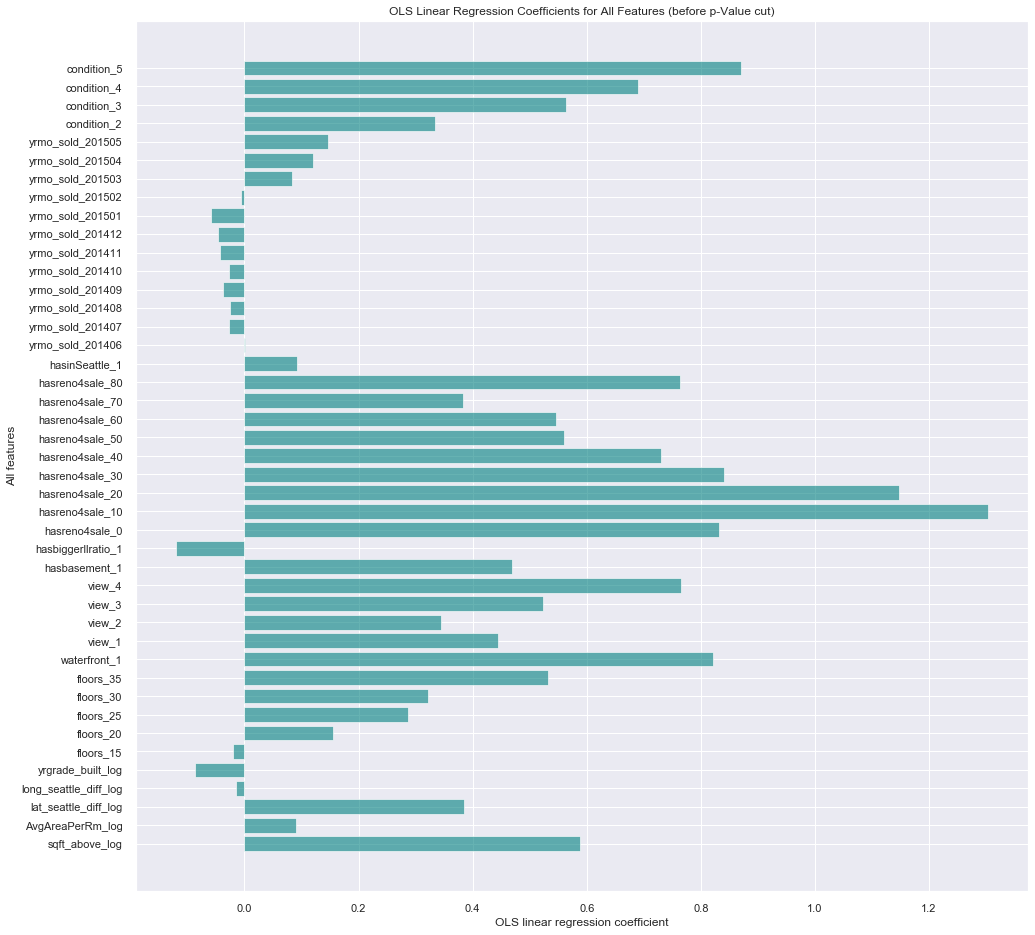 OLS Linear Regression Coefficients for All Features (before p-Value cut)
condition_5
condition_4
condition_3
condition_2
yrmo_sold_201505
yrmo_sold_201504
yrmo_sold_201503
yrmo_sold_201502
yrmo_sold_201501
yrmo_sold_201412
yrmo_sold_201411
yrmo_sold_201410
yrmo_sold_201409
yrmo_sold_201408
yrmo_sold_201407
yrmo_sold_201406
hasinSeattle_1
hasreno4sale_80
hasreno4sale_70
hasreno4sale_60
hasreno4sale_50
hasreno4sale_40
hasreno4sale_30
hasreno4sale_20
hasreno4sale_10
hasreno4sale_0
hasbiggerllratio_1
hasbasement_1
view_4
view_3
view_2
view_1
waterfront_1
floors_35
floors_30
floors_25
floors_20
floors_15
yrgrade_built_log
long_seattle_diff_log
lat_seattle_diff_log
AvgAreaPerRm_log
sqft_above_log
All features
0.0 0.2 0.4 0.6 0.8 1.0 1.2
OLS linear regression coefficient